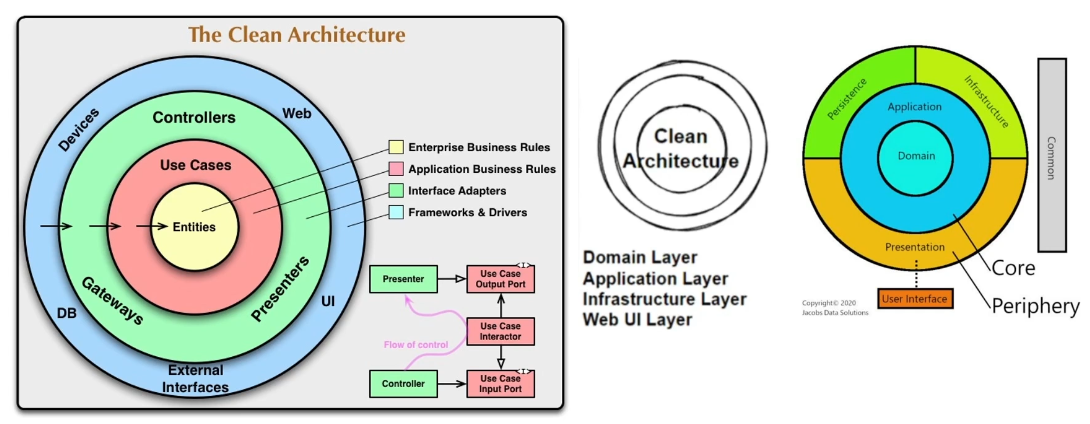 The Clean Architecture
Devices
Web
Controllers
Use Cases
Entities
Gateways
Presenters
DB
UI
External
Interfaces
Enterprise Business Rules
Application Business Rules
Interface Adapters
Frameworks & Drivers
Presenter
Use Case
Output Port
<I>
Flow of control
Use Case
Interactor
Controller
Use Case
Input Port
<I>
Clean
Architecture
Domain Layer
Application Layer
Infrastructure Layer
Web UI Layer
Persistence
Infrastructure
Application
Domain
Presentation
User Interface
Common
Core
Periphery
Copyright© 2020
Jacobs Data Solutions